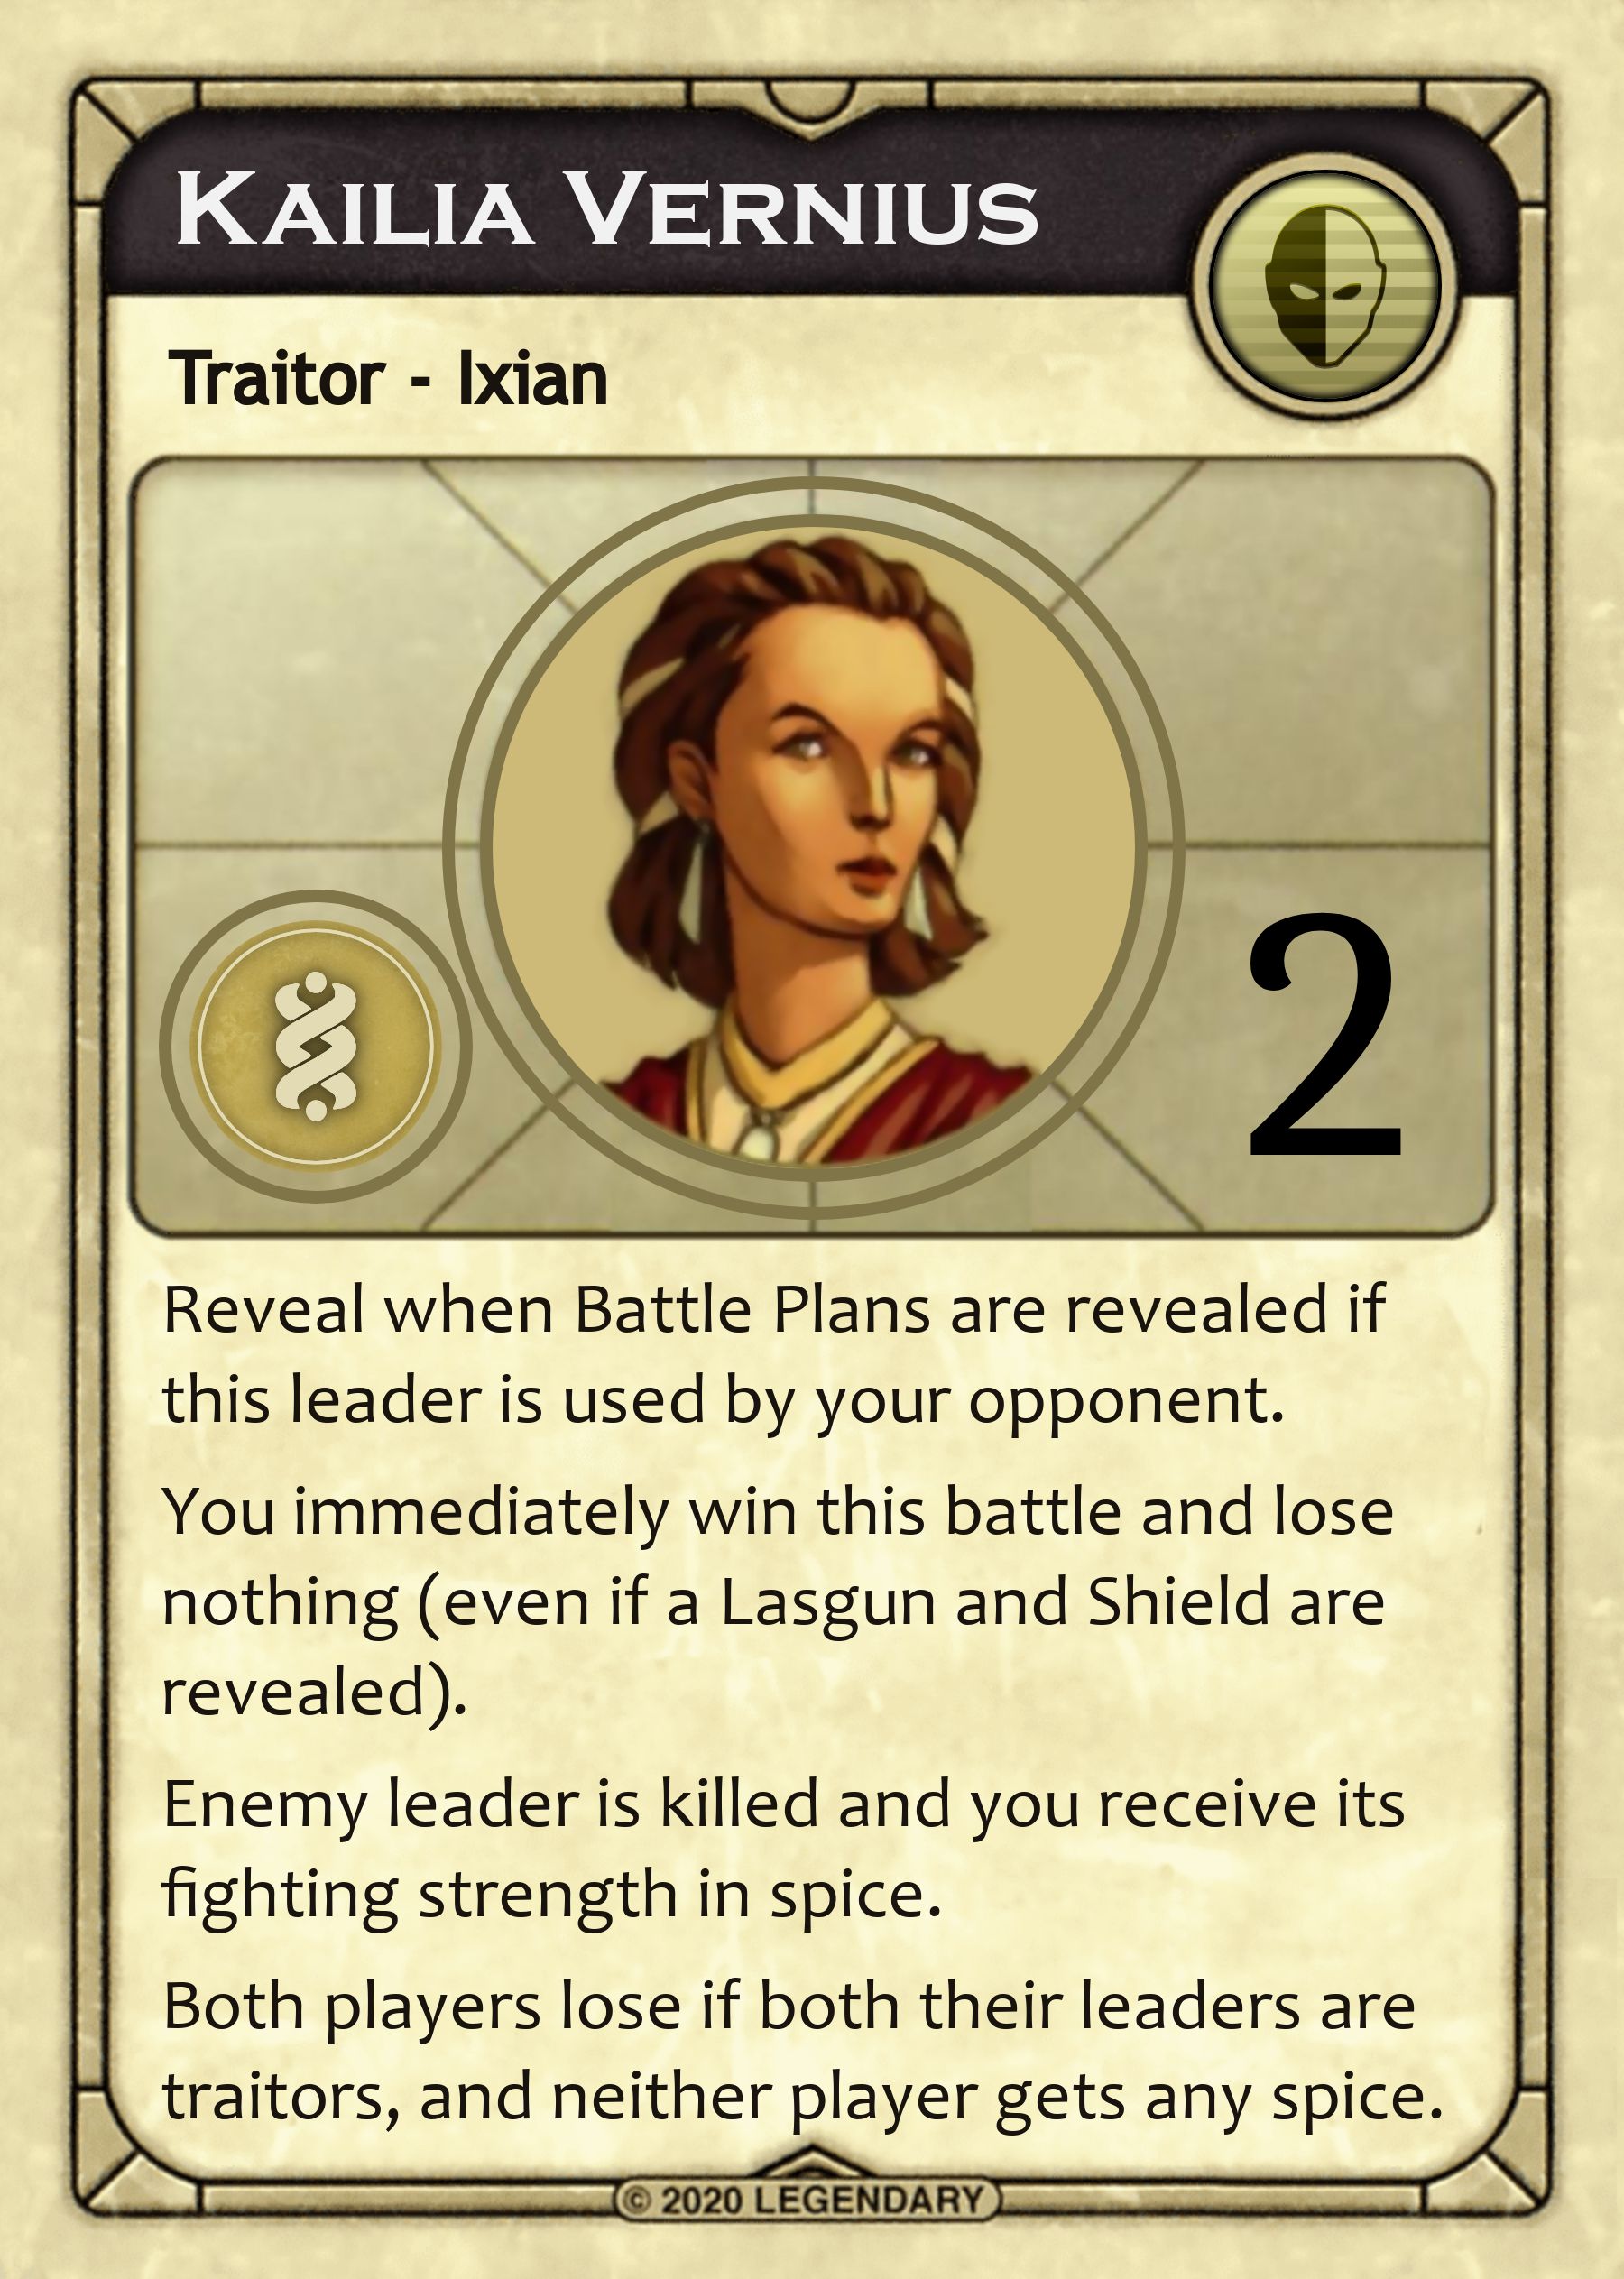 KAILIA VERNIUS
Traitor - Ixian
2
Reveal when Battle Plans are revealed if
this leader is used by your opponent.
You immediately win this battle and lose
nothing (even if a Lasgun and Shield are
revealed).
Enemy leader is killed and you receive its
fighting strength in spice.
Both players lose if both their leaders are
traitors, and neither player gets any spice.
© 2020 LEGENDARY